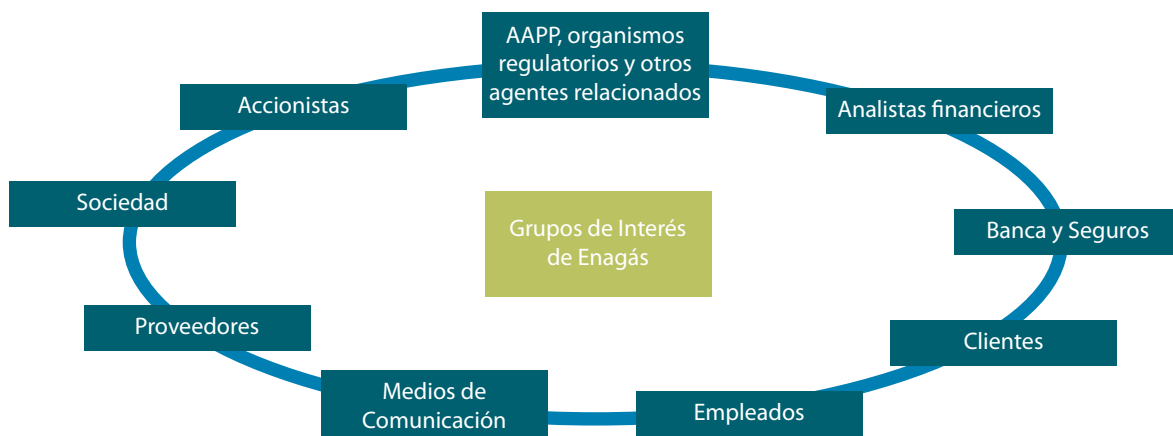 AAPP, organismos
regulatorios y otros
agentes relacionados
Accionistas
Analistas financieros
Sociedad
Grupos de Interés
de Enagás
Banca y Seguros
Proveedores
Clientes
Medios de
Comunicación
Empleados